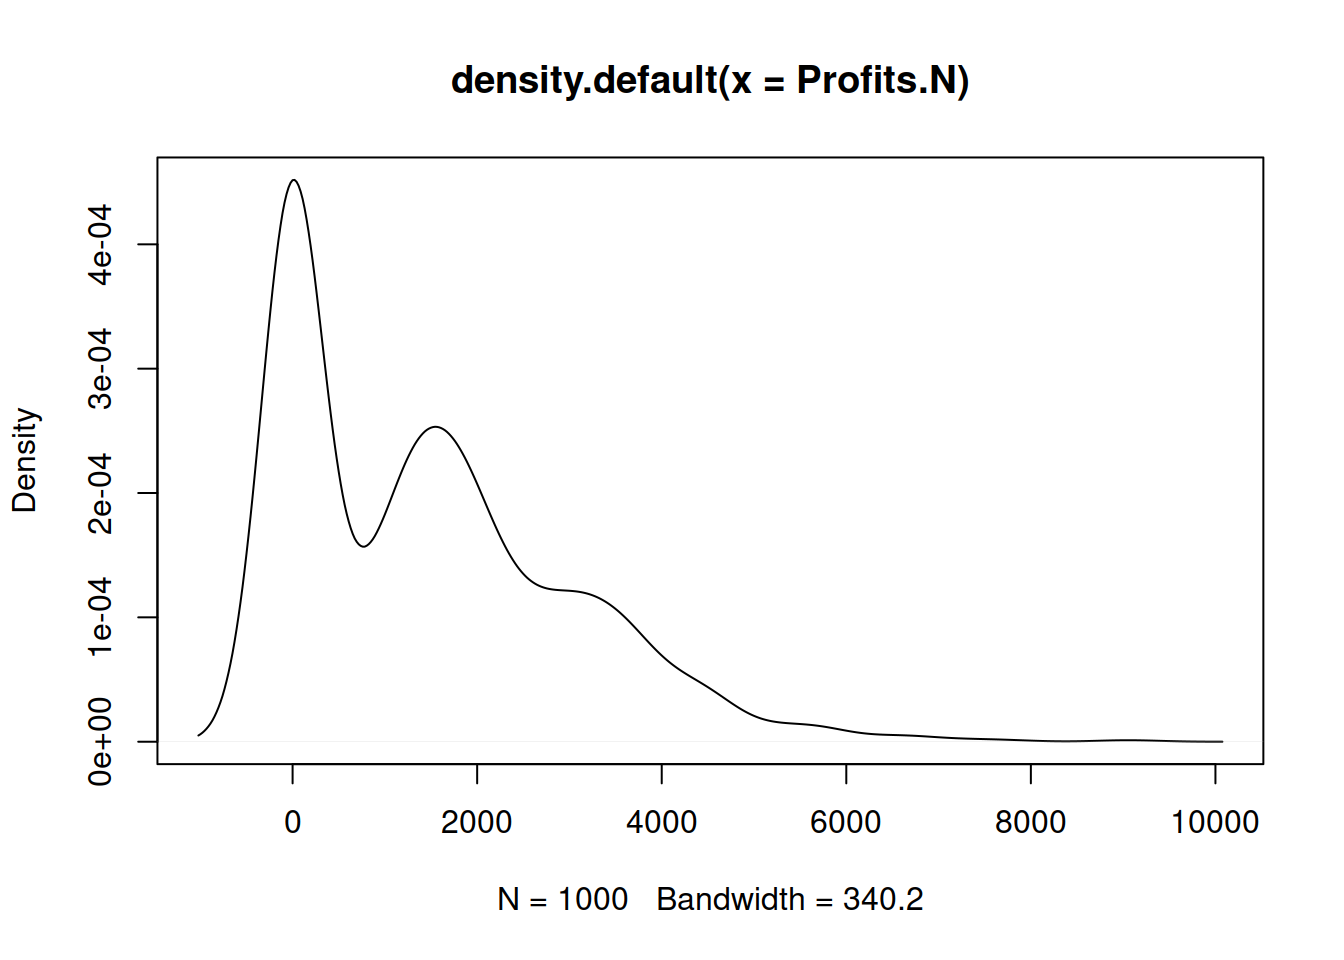 density.default(x = Profits.N)
Density
4e-04
3e-04
2e-04
1e-04
0e+00
0 2000 4000 6000 8000 10000
N = 1000 Bandwidth = 340.2